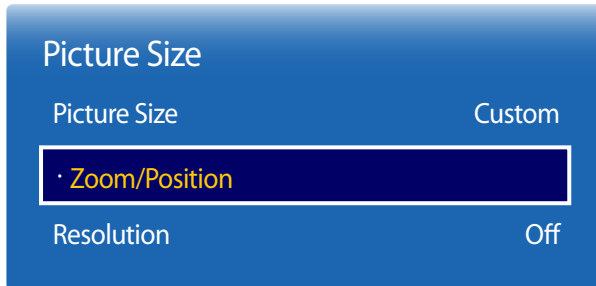 Picture Size
Picture Size Custom
· Zoom/Position
Resolution Off